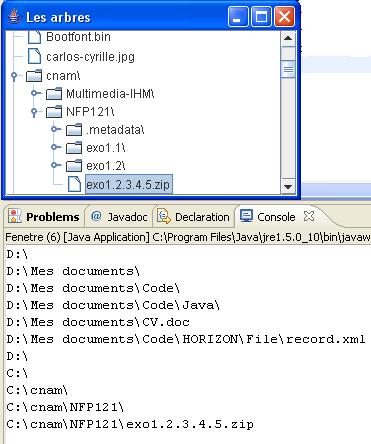 Les arbres
Bootfont.bin
carlos-cyrille.jpg
cnam\
Multimedia-IHM\
NFP121\
.metadata\
exo1.1\
exo1.2\
exo1.2.3.4.5.zip
Problems @ Javadoc Declaration Console
Fenetre (6) [Java Application] C:\Program Files\Java\jre1.5.0_10\bin\javaw
D:\
D:\Mes documents\
D:\Mes documents\Code\
D:\Mes documents\Code\Java\
D:\Mes documents\CV.doc
D:\Mes documents\Code\HORIZON\File\record.xml
D:\
C:\
C:\cnam\
C:\cnam\NFP121\
C:\cnam\NFP121\exo1.2.3.4.5.zip